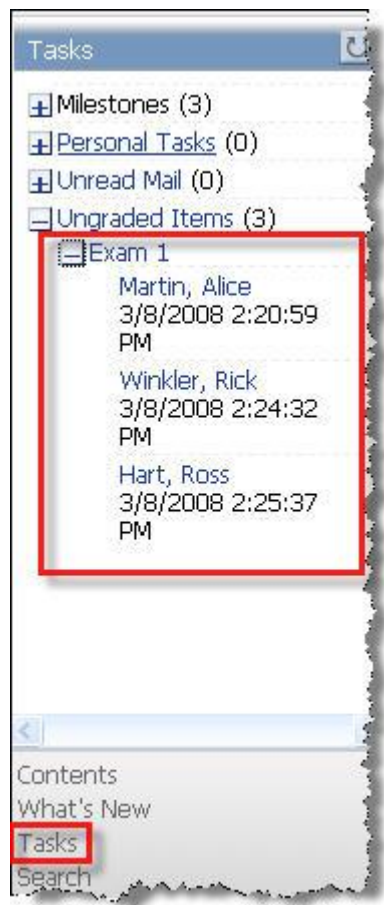 Tasks
Milestones (3)
Personal Tasks (0)
Unread Mail (0)
Ungraded Items (3)
Exam 1
Martin, Alice
3/8/2008 2:20:59
PM
Winkler, Rick
3/8/2008 2:24:32
PM
Hart, Ross
3/8/2008 2:25:37
PM
Contents
What's New
Tasks
Search